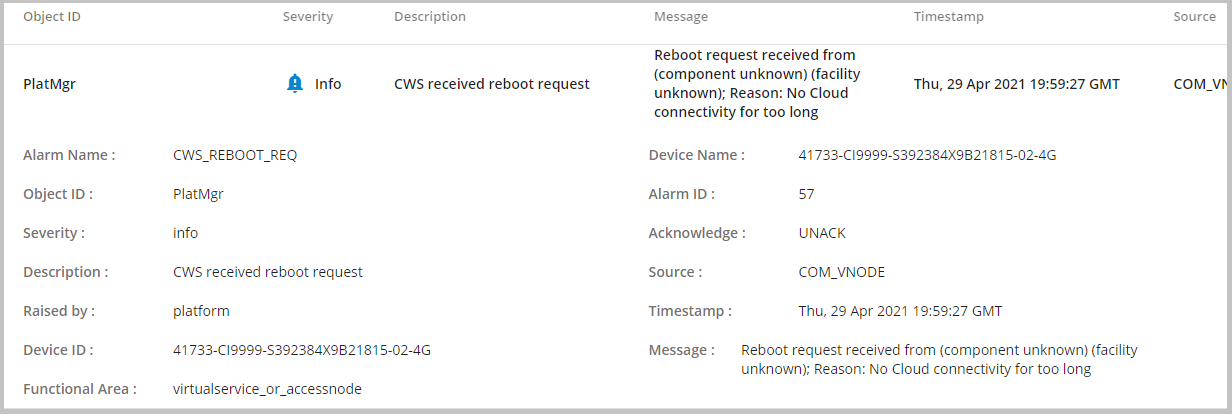 Object ID Severity Description Message Timestamp Source
Reboot request received from
(component unknown) (facility
PlatMgr Info CWS received reboot request unknown); Reason: No Cloud Thu, 29 Apr 2021 19:59:27 GMT COM_VN
connectivity for too long
Alarm Name : CWS_REBOOT_REQ Device Name : 41733-CI9999-S392384X9B21815-02-4G
Object ID : PlatMgr Alarm ID : 57
Severity : info Acknowledge : UNACK
Description : CWS received reboot request Source : COM_VNODE
Raised by : platform Timestamp : Thu, 29 Apr 2021 19:59:27 GMT
Device ID : 41733-CI9999-S392384X9B21815-02-4G Message : Reboot request received from (component unknown) (facility
unknown); Reason: No Cloud connectivity for too long
Functional Area : virtualservice_or_accessnode